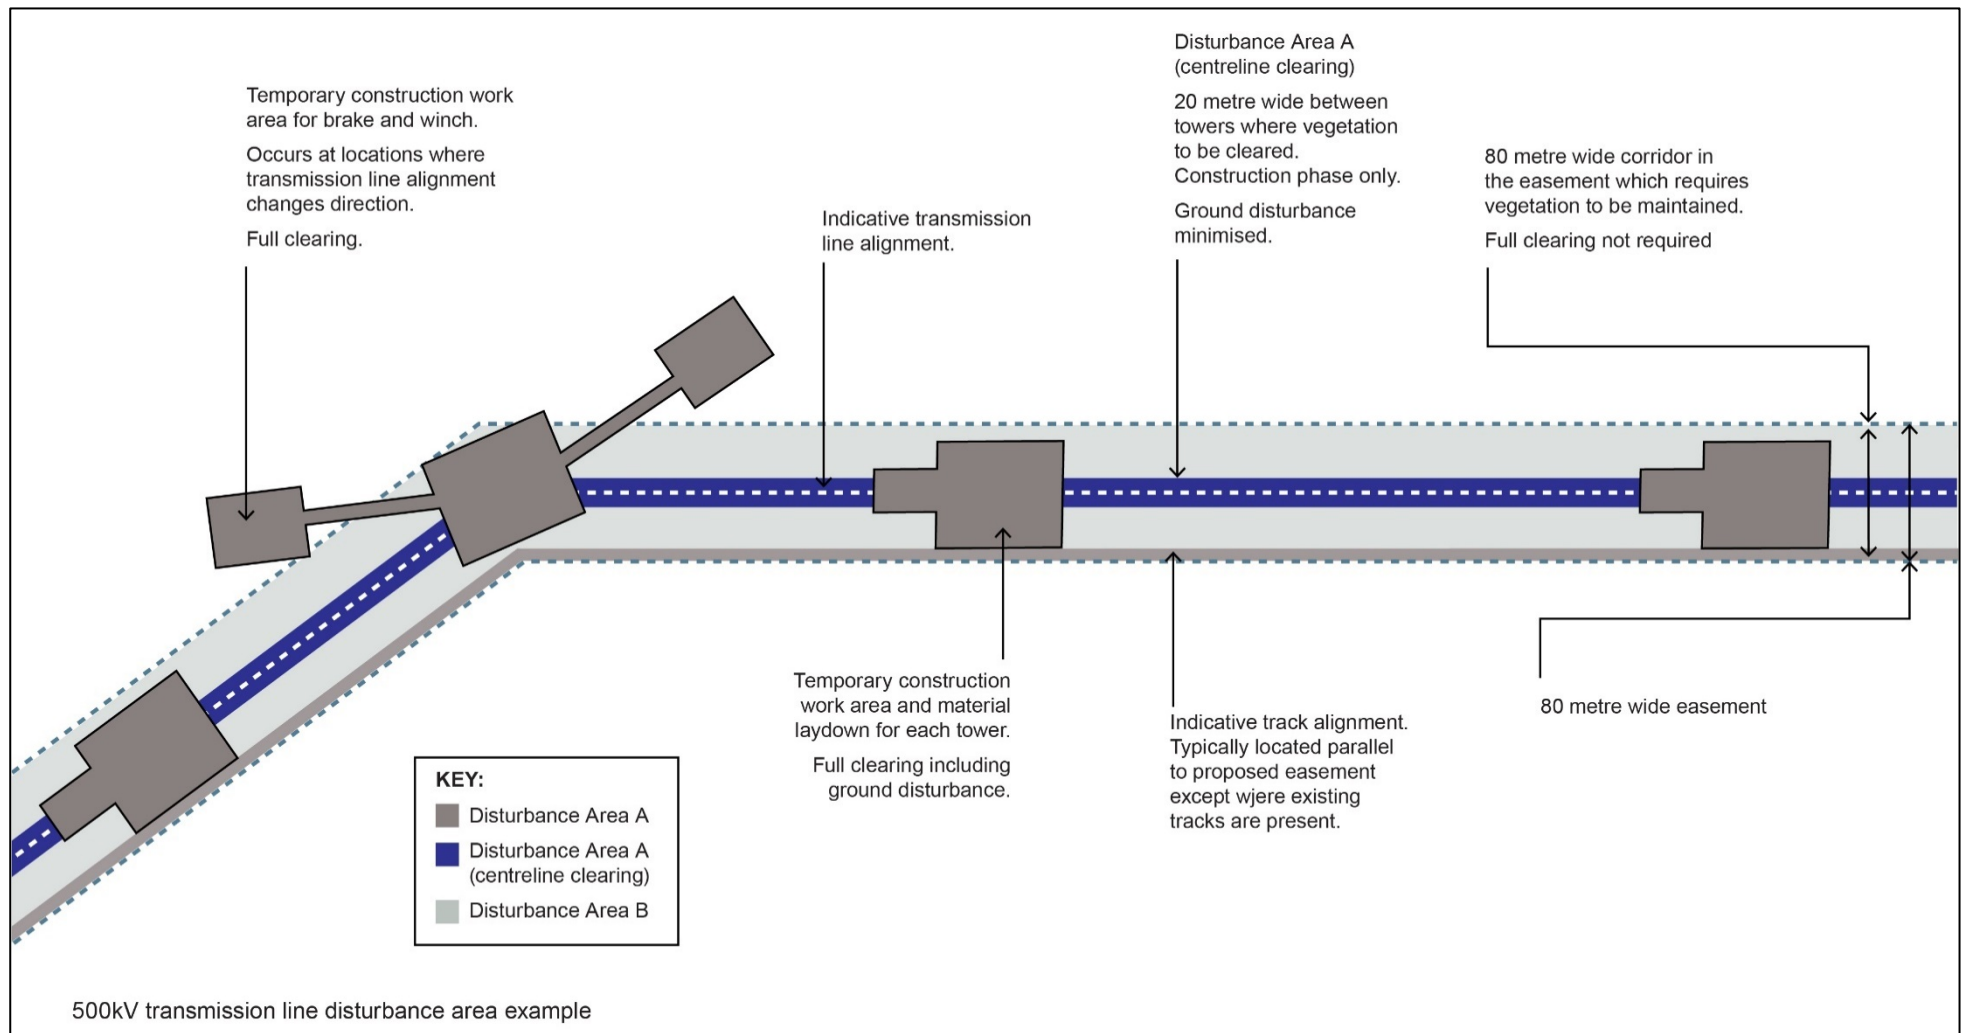 Temporary construction work
area for brake and winch.
Occurs at locations where
transmission line alignment
changes direction.
Full clearing.
Indicative transmission
line alignment.
Disturbance Area A
(centreline clearing)
20 metre wide between
towers where vegetation
to be cleared.
Construction phase only.
Ground disturbance
minimised.
80 metre wide corridor in
the easement which requires
vegetation to be maintained.
Full clearing not required
Temporary construction
work area and material
laydown for each tower.
Full clearing including
ground disturbance.
Indicative track alignment.
Typically located parallel
to proposed easement
except wjere existing
tracks are present.
80 metre wide easement
KEY:
Disturbance Area A
Disturbance Area A
(centreline clearing)
Disturbance Area B
500kV transmission line disturbance area example